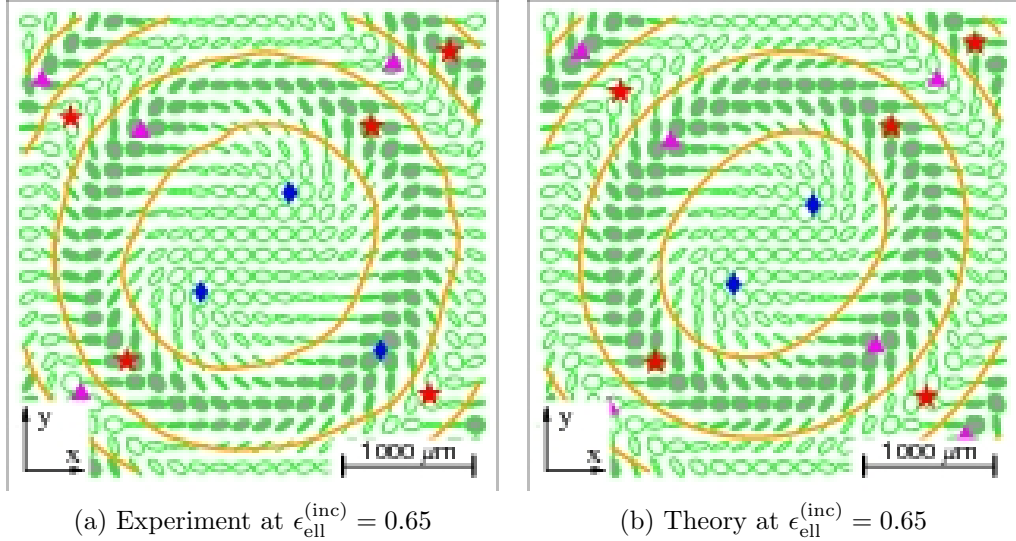 y
x
1000 μm
y
x
1000 μm
(a) Experiment at ϵ_ell^(inc) = 0.65
(b) Theory at ϵ_ell^(inc) = 0.65